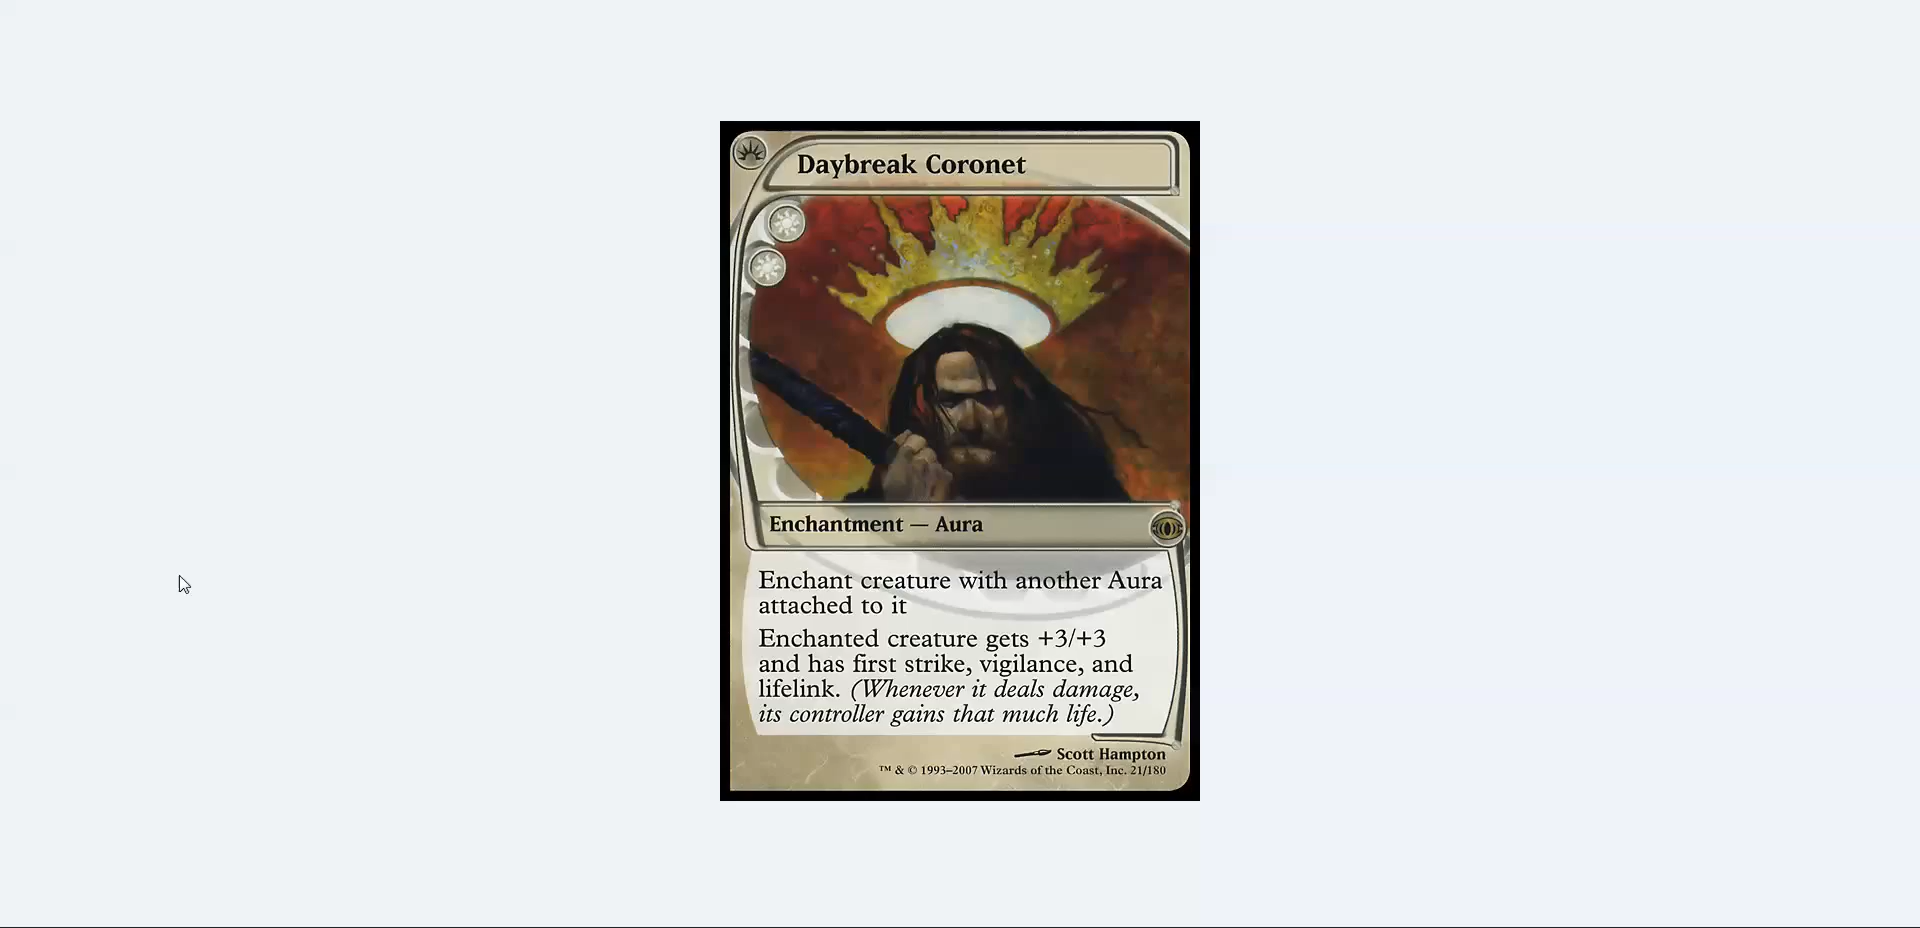 Daybreak Coronet
Enchantment — Aura
Enchant creature with another Aura
attached to it
Enchanted creature gets +3/+3
and has first strike, vigilance, and
lifelink. (Whenever it deals damage,
its controller gains that much life.)
Scott Hampton
™ & © 1993–2007 Wizards of the Coast, Inc. 21/180